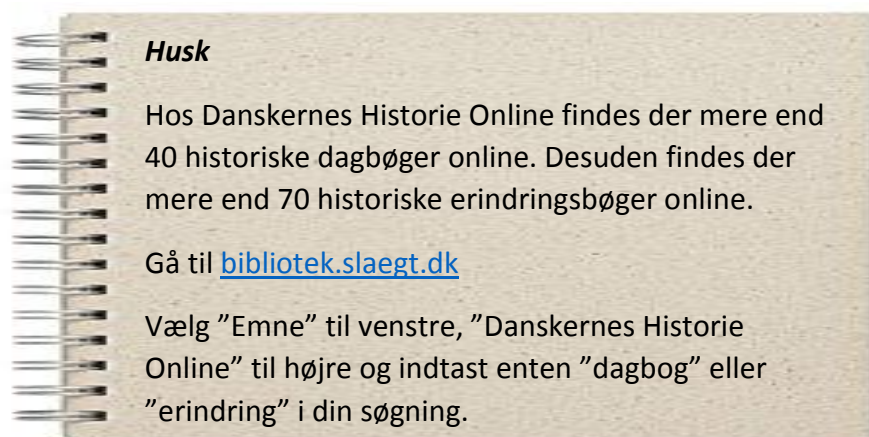 Husk
Hos Danskernes Historie Online findes der mere end
40 historiske dagbøger online. Desuden findes der
mere end 70 historiske erindringsbøger online.
Gå til bibliotek.slaegt.dk
Vælg ”Emne” til venstre, ”Danskernes Historie
Online” til højre og indtast enten ”dagbog” eller
”erindring” i din søgning.